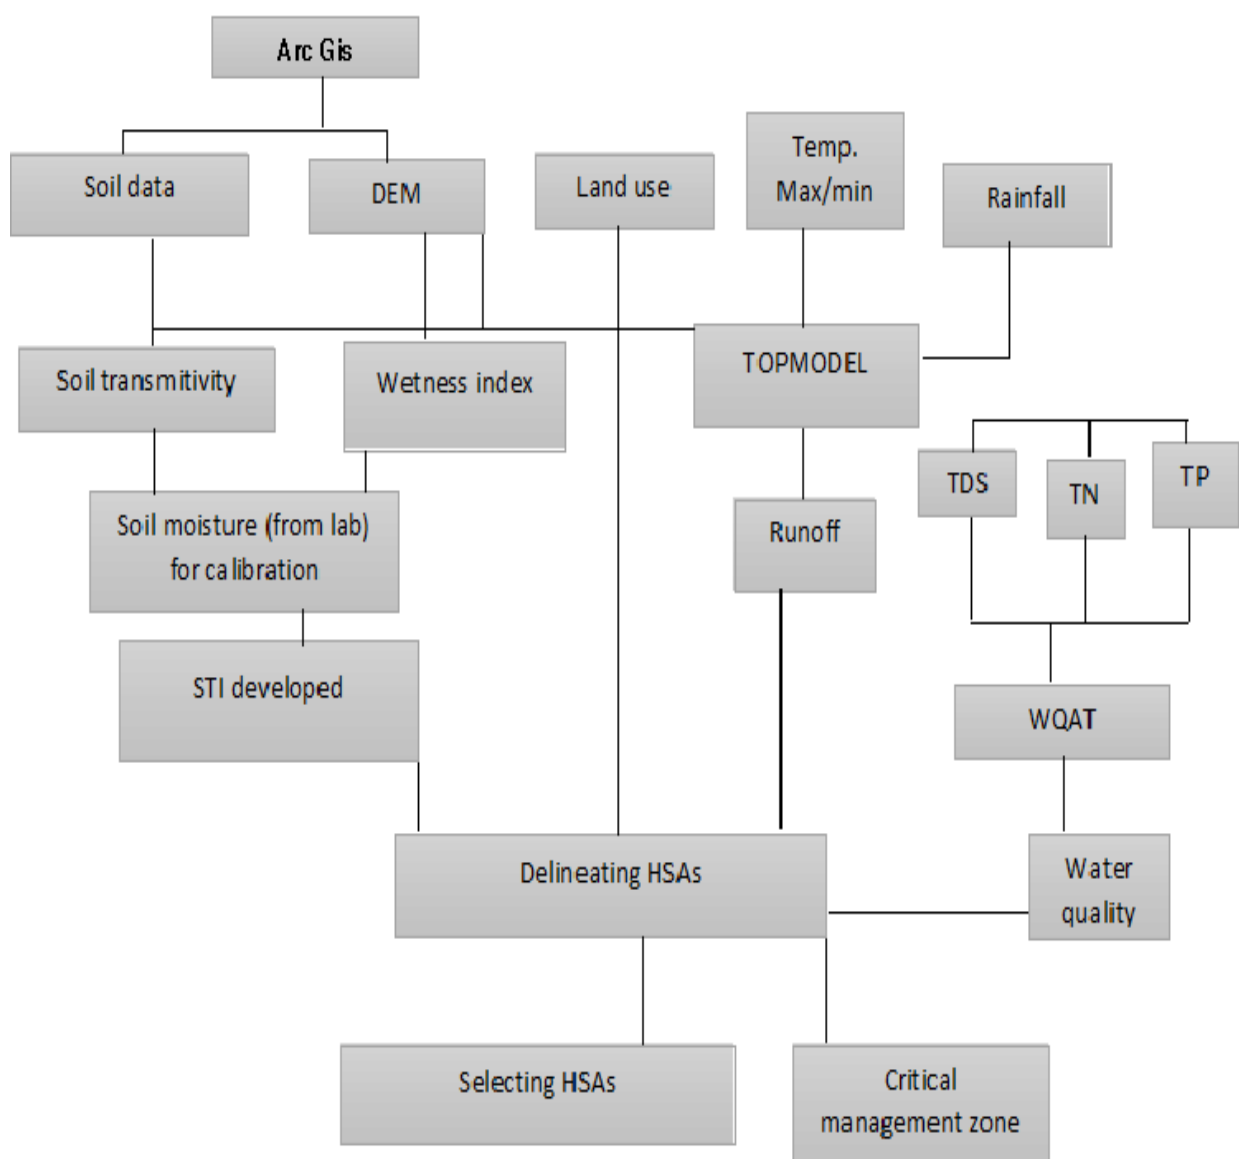 Arc Gis
Soil data
DEM
Land use
Temp.
Max/min
Rainfall
Soil transmitivity
Wetness index
TOPMODEL
TDS
TN
TP
Soil moisture (from lab)
for calibration
Runoff
STI developed
WQAT
Delineating HSAs
Water
quality
Selecting HSAs
Critical
management zone